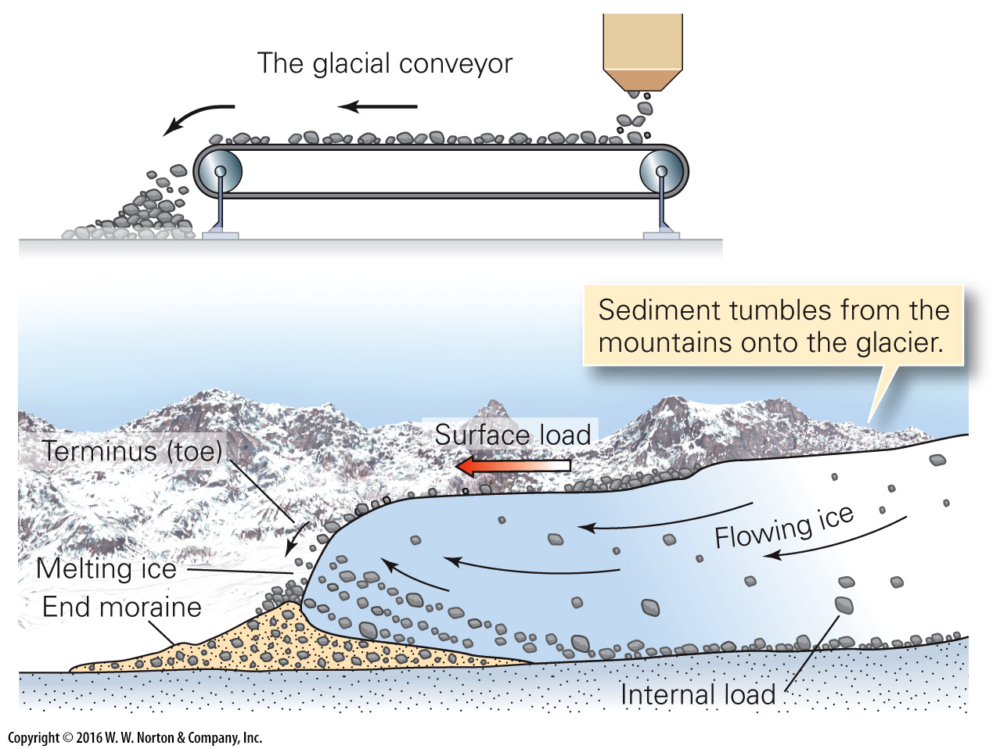 The glacial conveyor
Sediment tumbles from the
mountains onto the glacier.
Surface load
Terminus (toe)
Flowing ice
Melting ice
End moraine
Internal load
Copyright © 2016 W. W. Norton & Company, Inc.